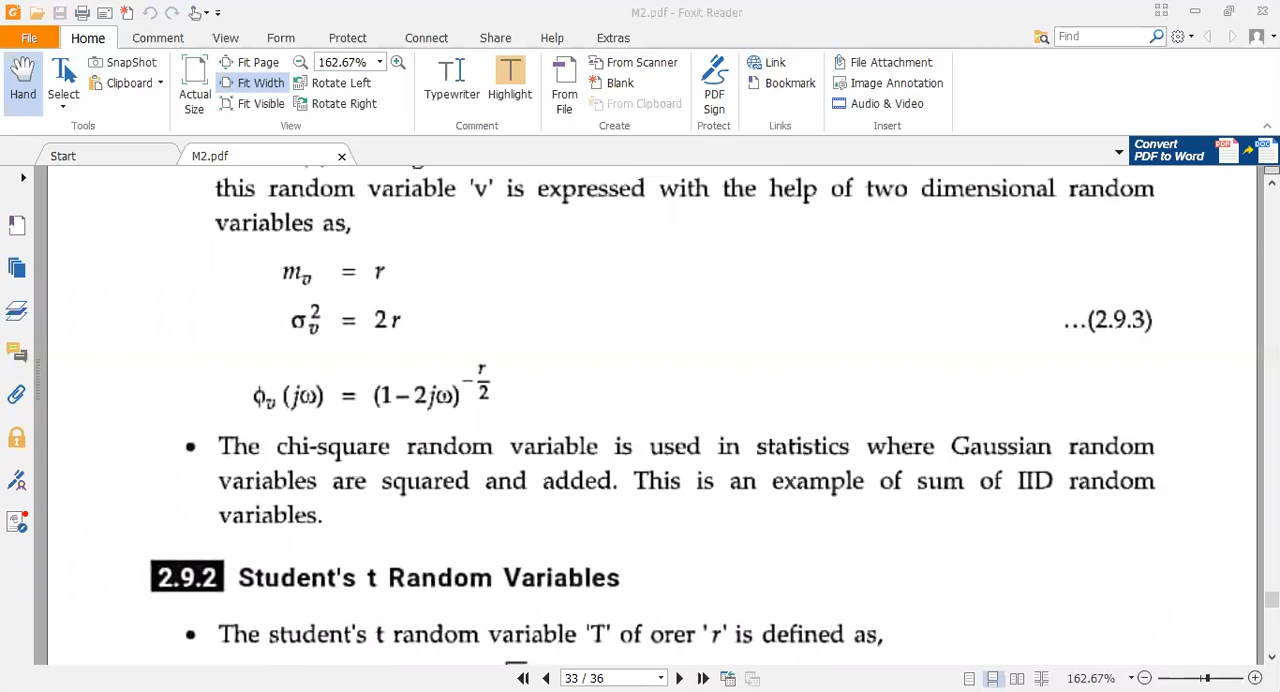 M2.pdf - Foxit Reader
File Home Comment View Form Protect Connect Share Help Extras Find
Hand
Select
SnapShot
Clipboard
Tools
Actual Size
Fit Page
Fit Width
Fit Visible
162.67%
Rotate Left
Rotate Right
View
Typewriter
Highlight
Comment
From File
From Scanner
Blank
From Clipboard
Create
PDF Sign
Protect
Link
Bookmark
Links
File Attachment
Image Annotation
Audio & Video
Insert
Start
M2.pdf
Convert
PDF to Word
this random variable 'v' is expressed with the help of two dimensional random
variables as,
m_v = r
σ_v^2 = 2r ...(2.9.3)
ϕ_v (jω) = (1–2jω)^{–r/2}
• The chi-square random variable is used in statistics where Gaussian random
variables are squared and added. This is an example of sum of IID random
variables.
2.9.2 Student's t Random Variables
• The student's t random variable 'T' of orer 'r' is defined as,
33 / 36
162.67%